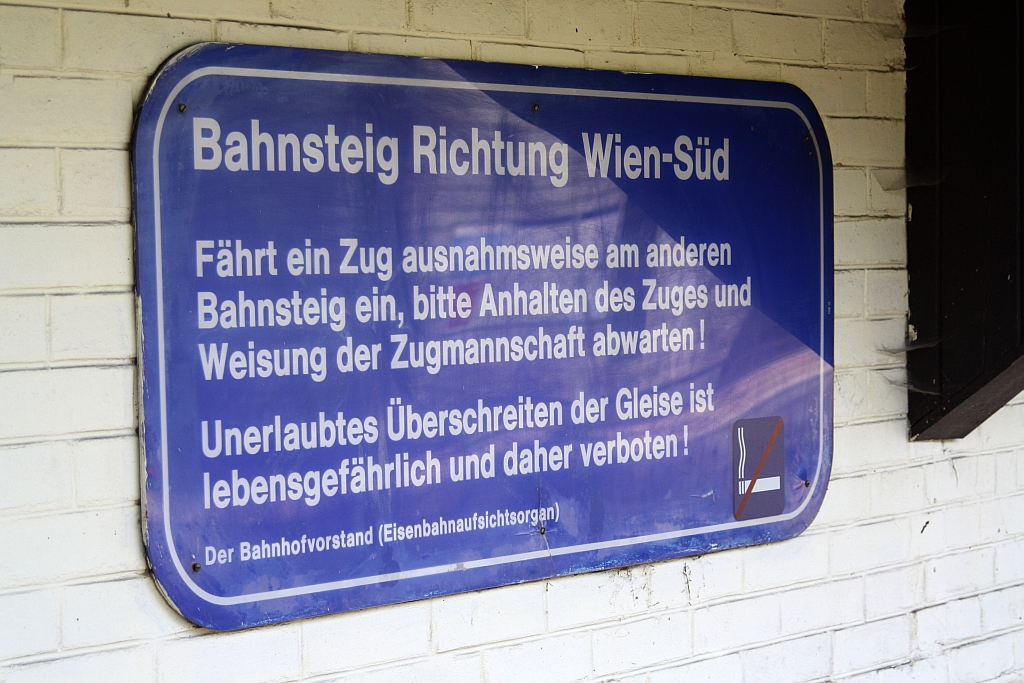 Bahnsteig Richtung Wien-Süd
Fährt ein Zug ausnahmsweise am anderen
Bahnsteig ein, bitte Anhalten des Zuges und
Weisung der Zugmannschaft abwarten!
Unerlaubtes Überschreiten der Gleise ist
lebensgefährlich und daher verboten!
Der Bahnhofvorstand (Eisenbahnaufsichtsorgan)